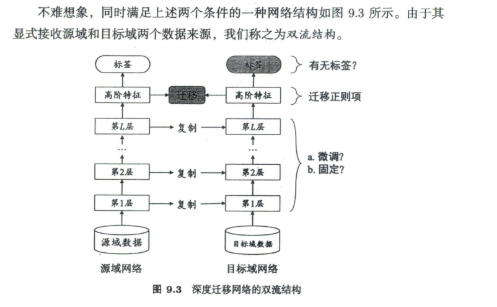 不难想象,同时满足上述两个条件的一种网络结构如图 9.3 所示。由于其
显式接收源域和目标域两个数据来源,我们称之为双流结构。
标签 标签 有无标签?
高阶特征 迁移 高阶特征 迁移正则项
第L层 复制 第L层
... ...
a. 微调?
b. 固定?
第2层 复制 第2层
第1层 复制 第1层
源域数据 目标域数据
源域网络 目标域网络
图 9.3 深度迁移网络的双流结构